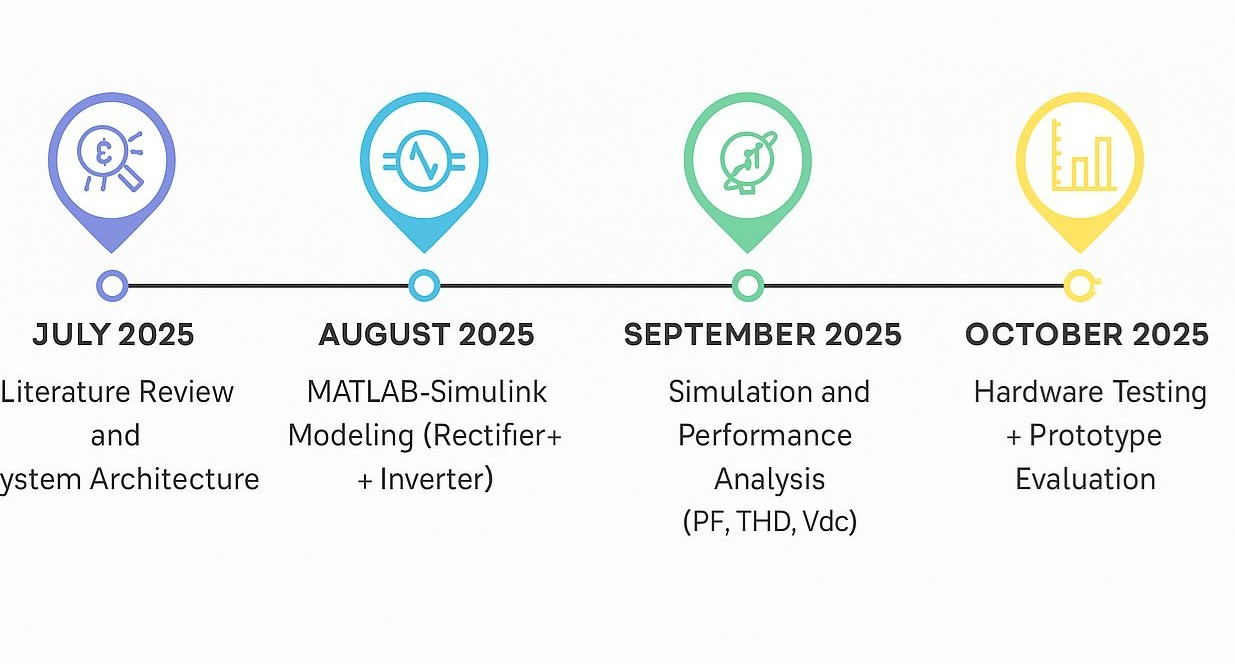 JULY 2025
Literature Review
and
ystem Architecture
AUGUST 2025
MATLAB-Simulink
Modeling (Rectifier+
+ Inverter)
SEPTEMBER 2025
Simulation and
Performance
Analysis
(PF, THD, Vdc)
OCTOBER 2025
Hardware Testing
+ Prototype
Evaluation